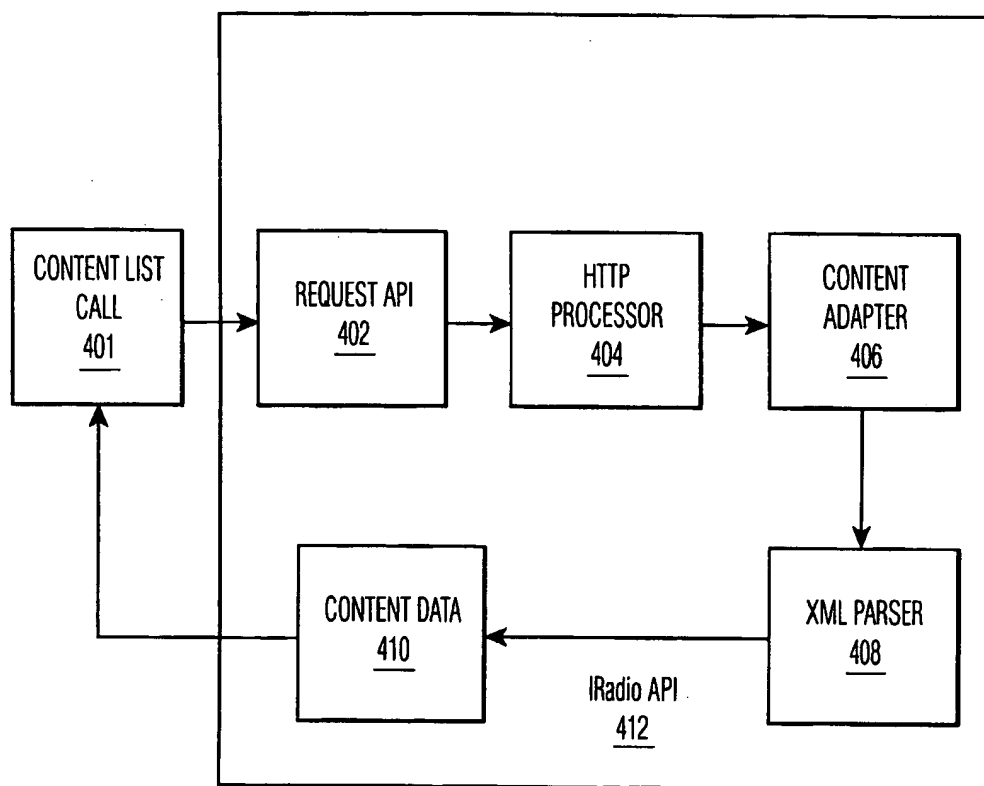 CONTENT LIST
CALL
401
REQUEST API
402
HTTP
PROCESSOR
404
CONTENT
ADAPTER
406
CONTENT DATA
410
XML PARSER
408
IRadio API
412